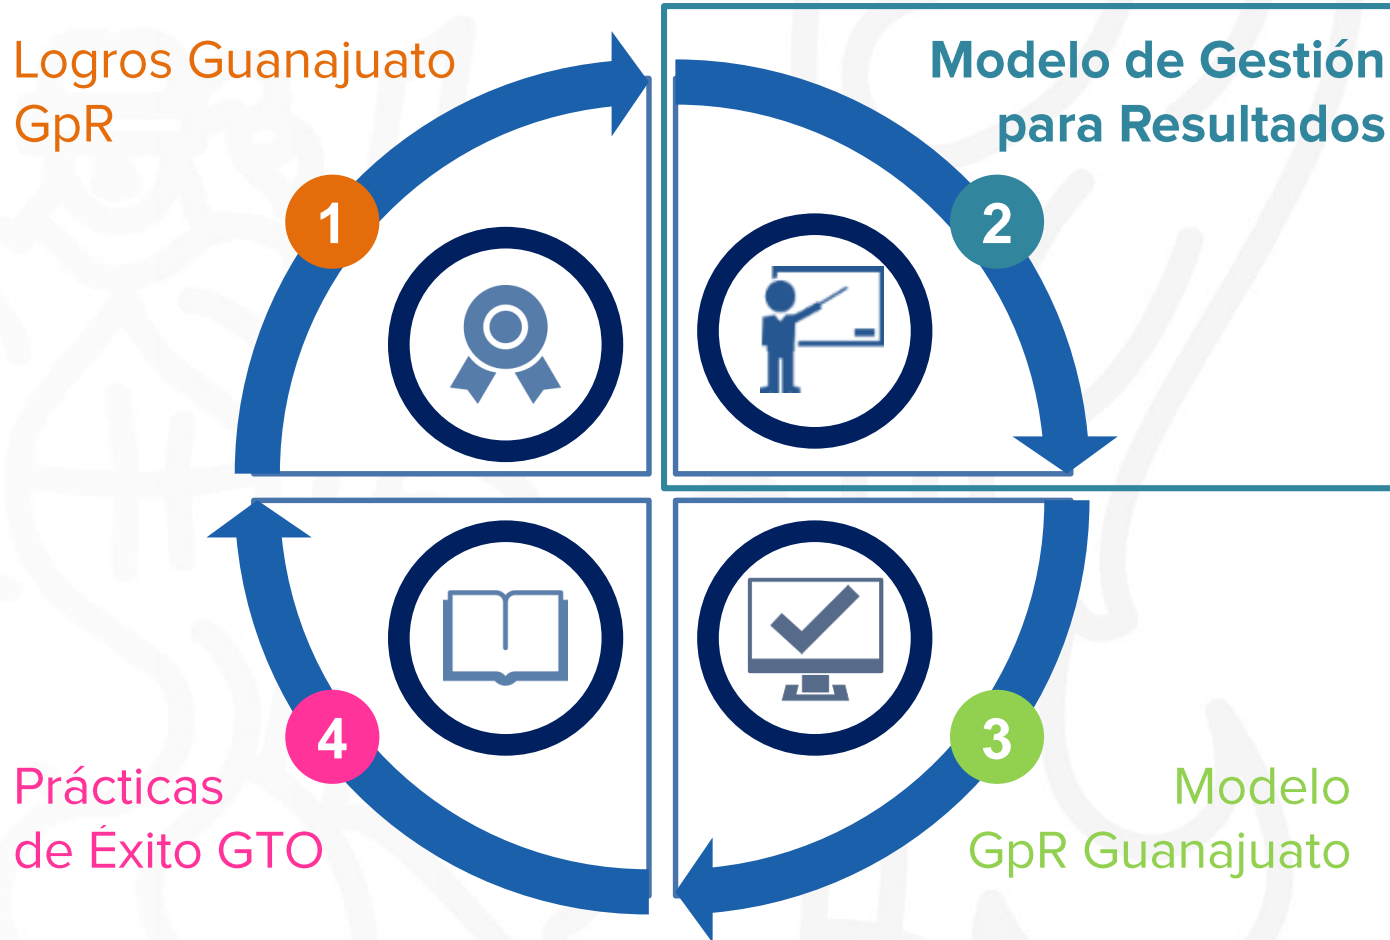 Logros Guanajuato
GpR
1
Modelo de Gestión
para Resultados
2
3
Modelo
GpR Guanajuato
4
Prácticas
de Éxito GTO